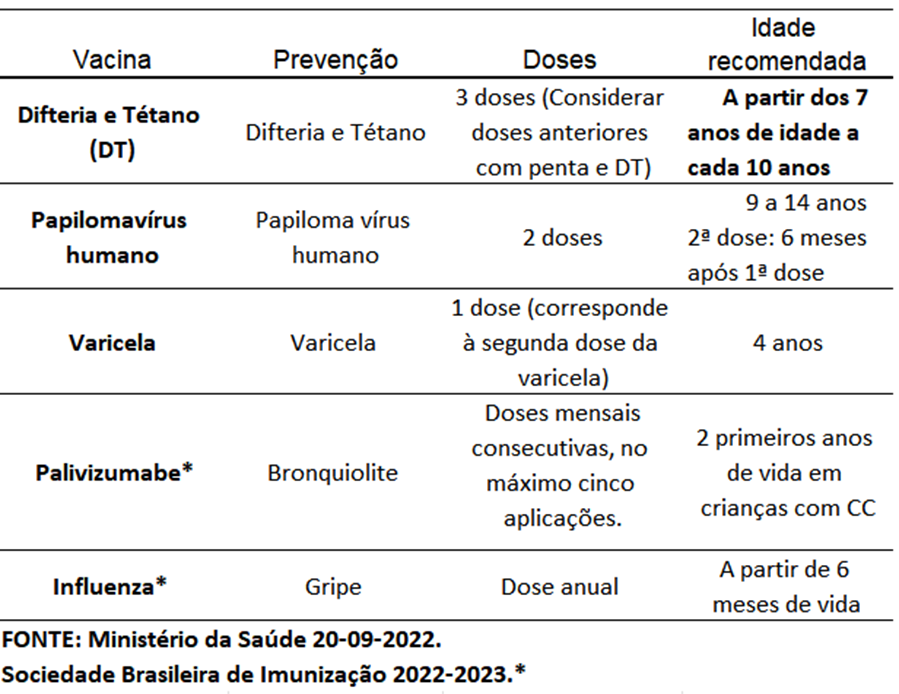 Vacina Prevenção Doses Idade recomendada
Difteria e Tétano
(DT)
Difteria e Tétano
3 doses (Considerar
doses anteriores
com penta e DT)
A partir dos 7
anos de idade a
cada 10 anos
Papilomavírus
humano
Papiloma vírus
humano
2 doses
9 a 14 anos
2ª dose: 6 meses
após 1ª dose
Varicela
Varicela
1 dose (corresponde
à segunda dose da
varicela)
4 anos
Palivizumabe*
Bronquiolite
Doses mensais
consecutivas, no
máximo cinco
aplicações.
2 primeiros anos
de vida em
crianças com CC
Influenza*
Gripe
Dose anual
A partir de 6
meses de vida
FONTE: Ministério da Saúde 20-09-2022.
Sociedade Brasileira de Imunização 2022-2023.*